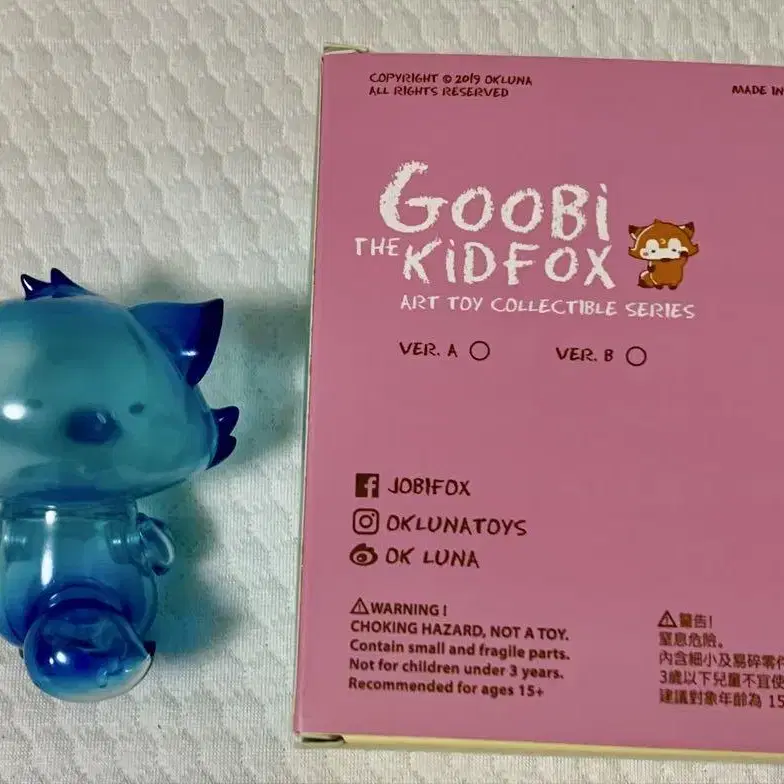 COPYRIGHT © 2019 OKLUNA
ALL RIGHTS RESERVED
MADE IN
GOOBi
THE KiDFOX
ART TOY COLLECTIBLE SERIES
VER. A
VER. B
JOBIFOX
OKLUNATOYS
OK LUNA
WARNING !
CHOKING HAZARD, NOT A TOY.
Contain small and fragile parts.
Not for children under 3 years.
Recommended for ages 15+
警告!
窒息危險。
內含細小及易碎零件
3歲以下兒童不宜使
建議對象年齡為 15